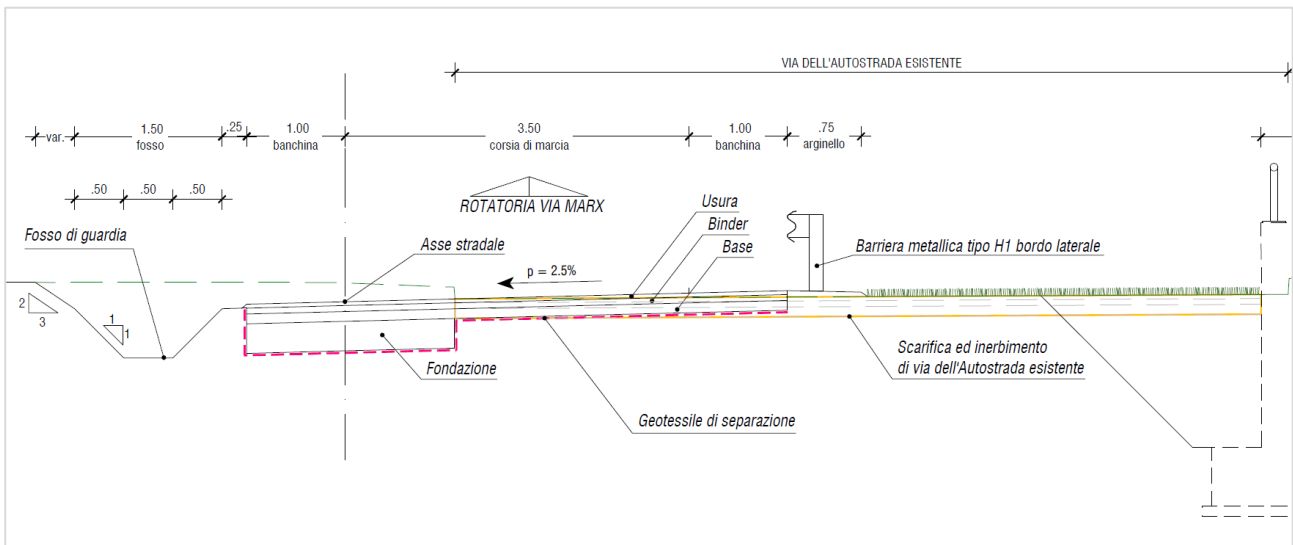 VIA DELL'AUTOSTRADA ESISTENTE
var.
1.50
fosso
.25
1.00
banchina
3.50
corsia di marcia
1.00
banchina
.75
arginello
.50
.50
.50
ROTATORIA VIA MARX
Usura
Binder
Base
Fosso di guardia
Asse stradale
Barriera metallica tipo H1 bordo laterale
p = 2.5%
2
3
1
1
Fondazione
Scarifica ed inerbimento
di via dell'Autostrada esistente
Geotessile di separazione